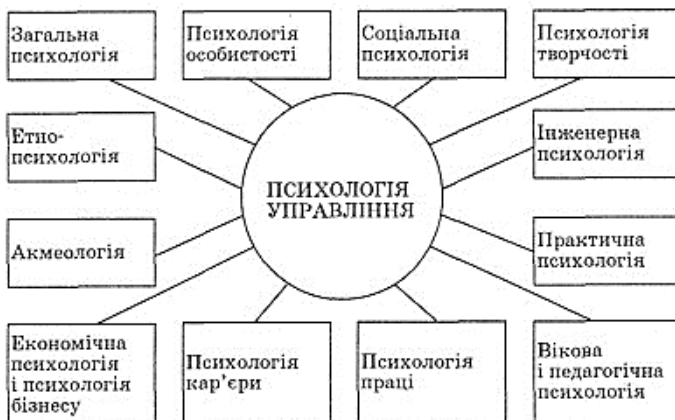 Загальна
психологія
Психологія
особистості
Соціальна
психологія
Психологія
творчості
Етно-
психологія
Інженерна
психологія
ПСИХОЛОГІЯ
УПРАВЛІННЯ
Акмеологія
Практична
психологія
Економічна
психологія
і психологія
бізнесу
Психологія
кар'єри
Психологія
праці
Вікова
і педагогічна
психологія